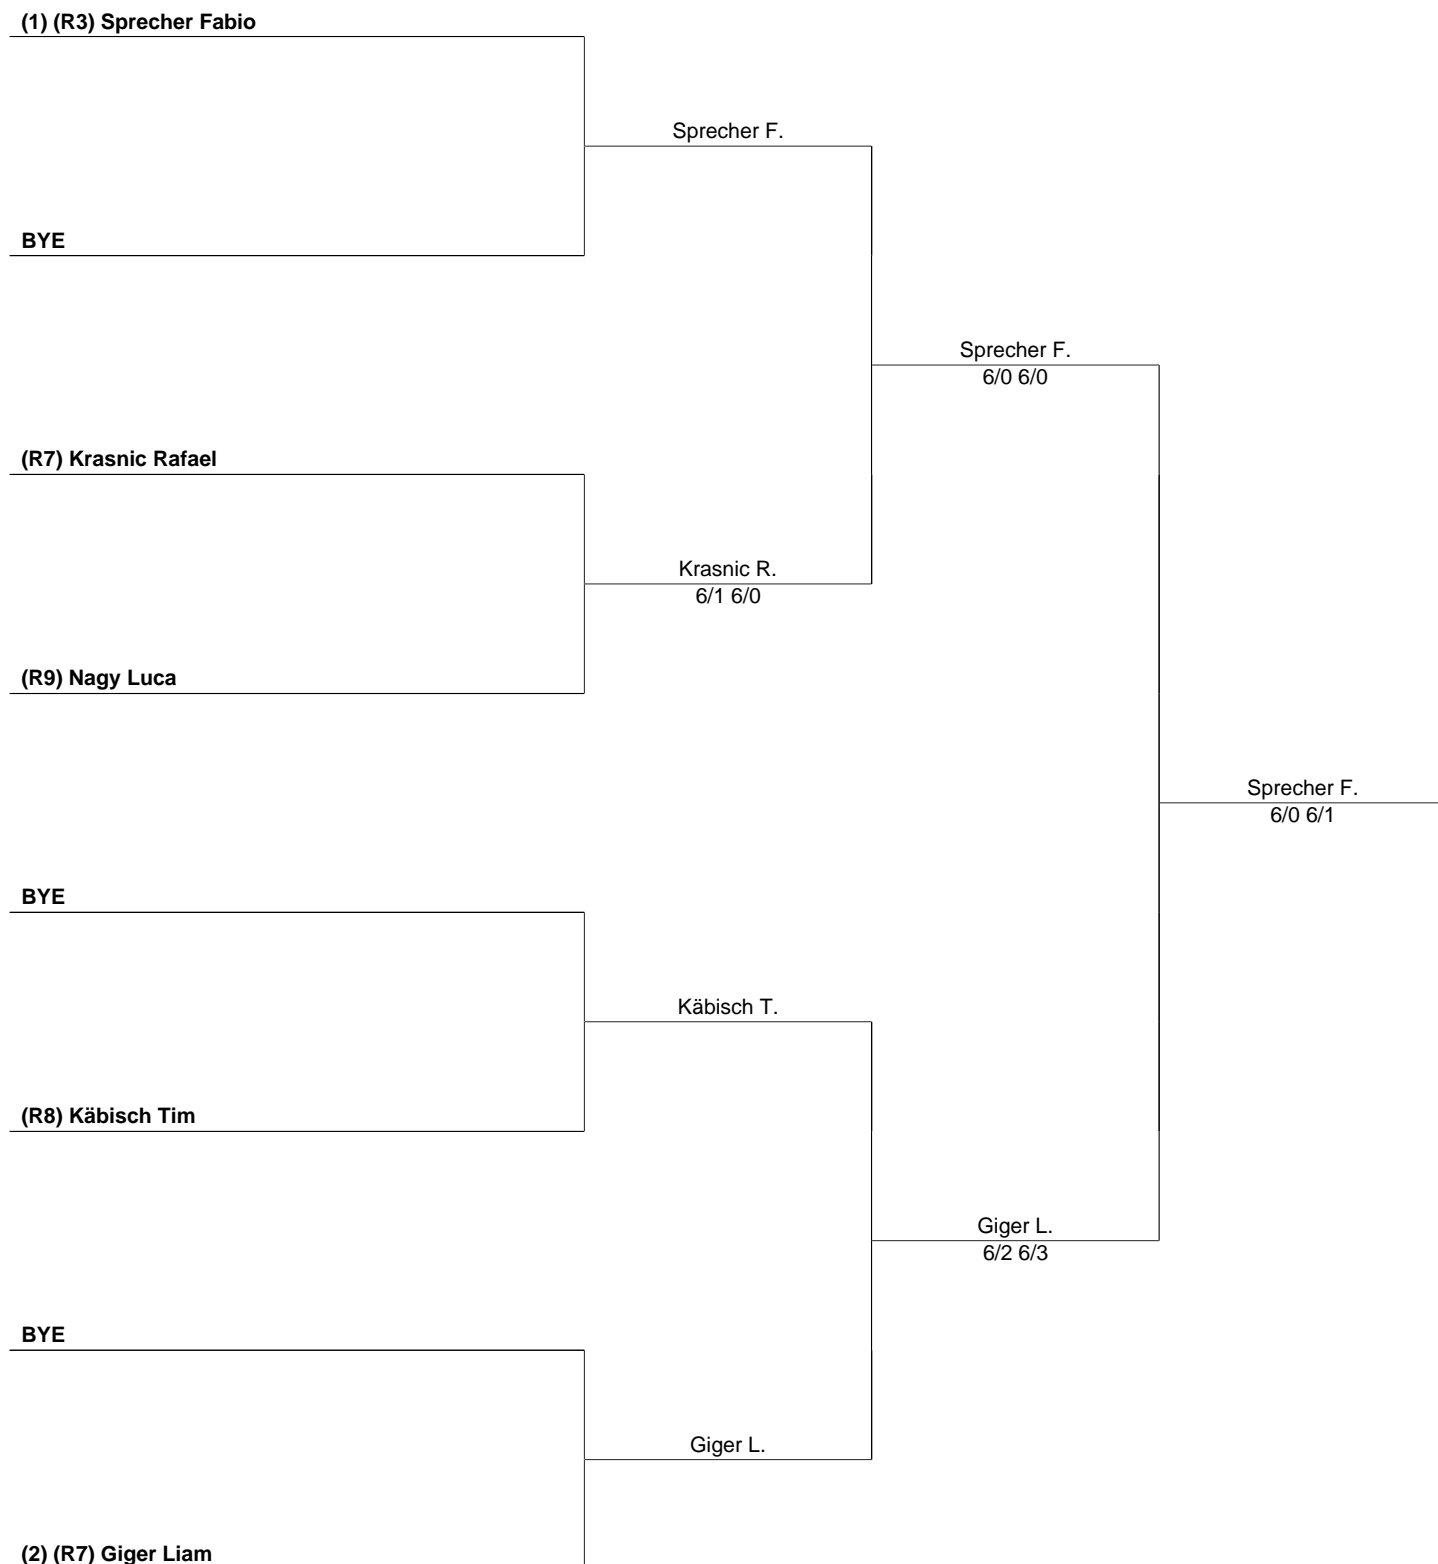 (1) (R3) Sprecher Fabio
Sprecher F.
BYE
Sprecher F.
6/0 6/0
(R7) Krasnic Rafael
Krasnic R.
6/1 6/0
(R9) Nagy Luca
Sprecher F.
6/0 6/1
BYE
Käbisch T.
(R8) Käbisch Tim
Giger L.
6/2 6/3
BYE
Giger L.
(2) (R7) Giger Liam